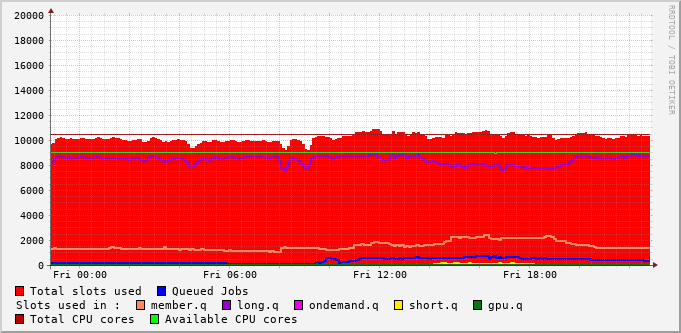 20000
18000
16000
14000
12000
10000
8000
6000
4000
2000
0
Fri 00:00 Fri 06:00 Fri 12:00 Fri 18:00
Total slots used Queued Jobs
Slots used in : member.q long.q ondemand.q short.q gpu.q
Total CPU cores Available CPU cores
RRDTOOL / TOBI OETIKER